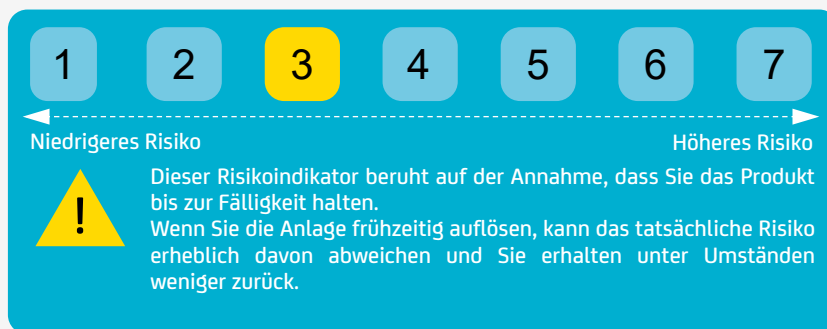 1 2 3 4 5 6 7
Niedrigeres Risiko Höheres Risiko
! Dieser Risikoindikator beruht auf der Annahme, dass Sie das Produkt
bis zur Fälligkeit halten.
Wenn Sie die Anlage frühzeitig auflösen, kann das tatsächliche Risiko
erheblich davon abweichen und Sie erhalten unter Umständen
weniger zurück.